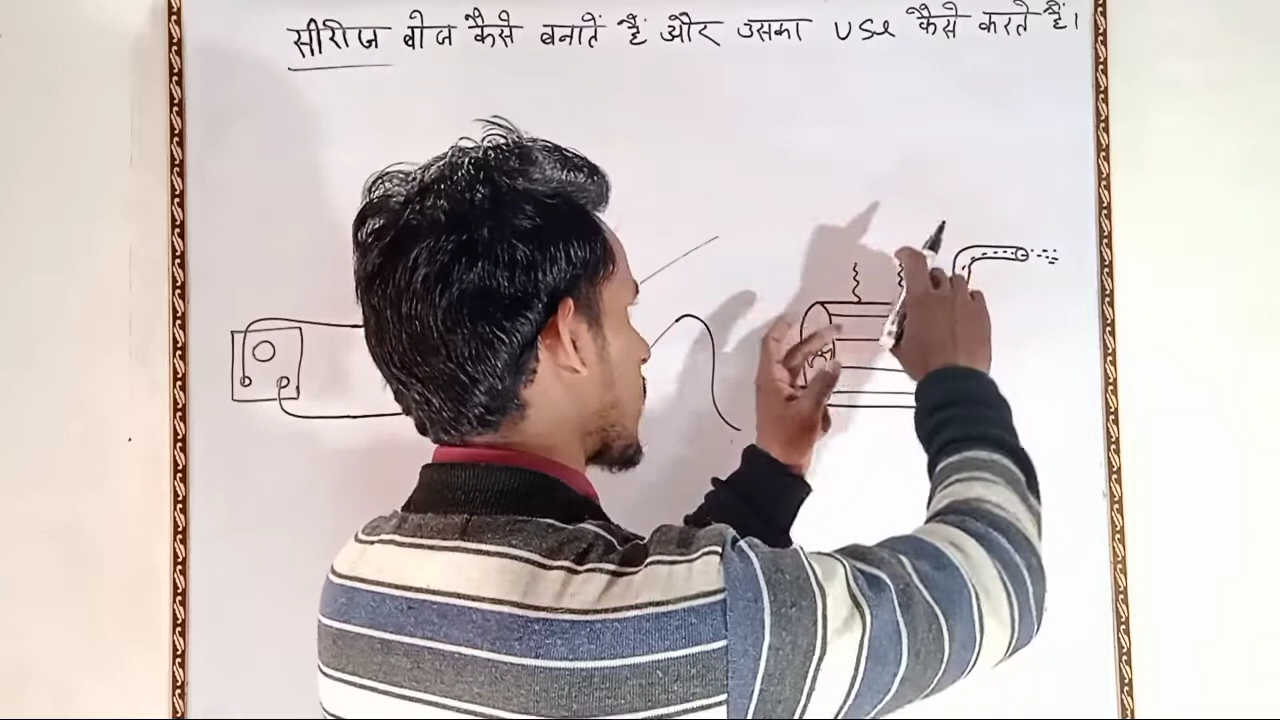 सीरीज बोज कैसे बनातें हैं और उसका use कैसे करते हैं।